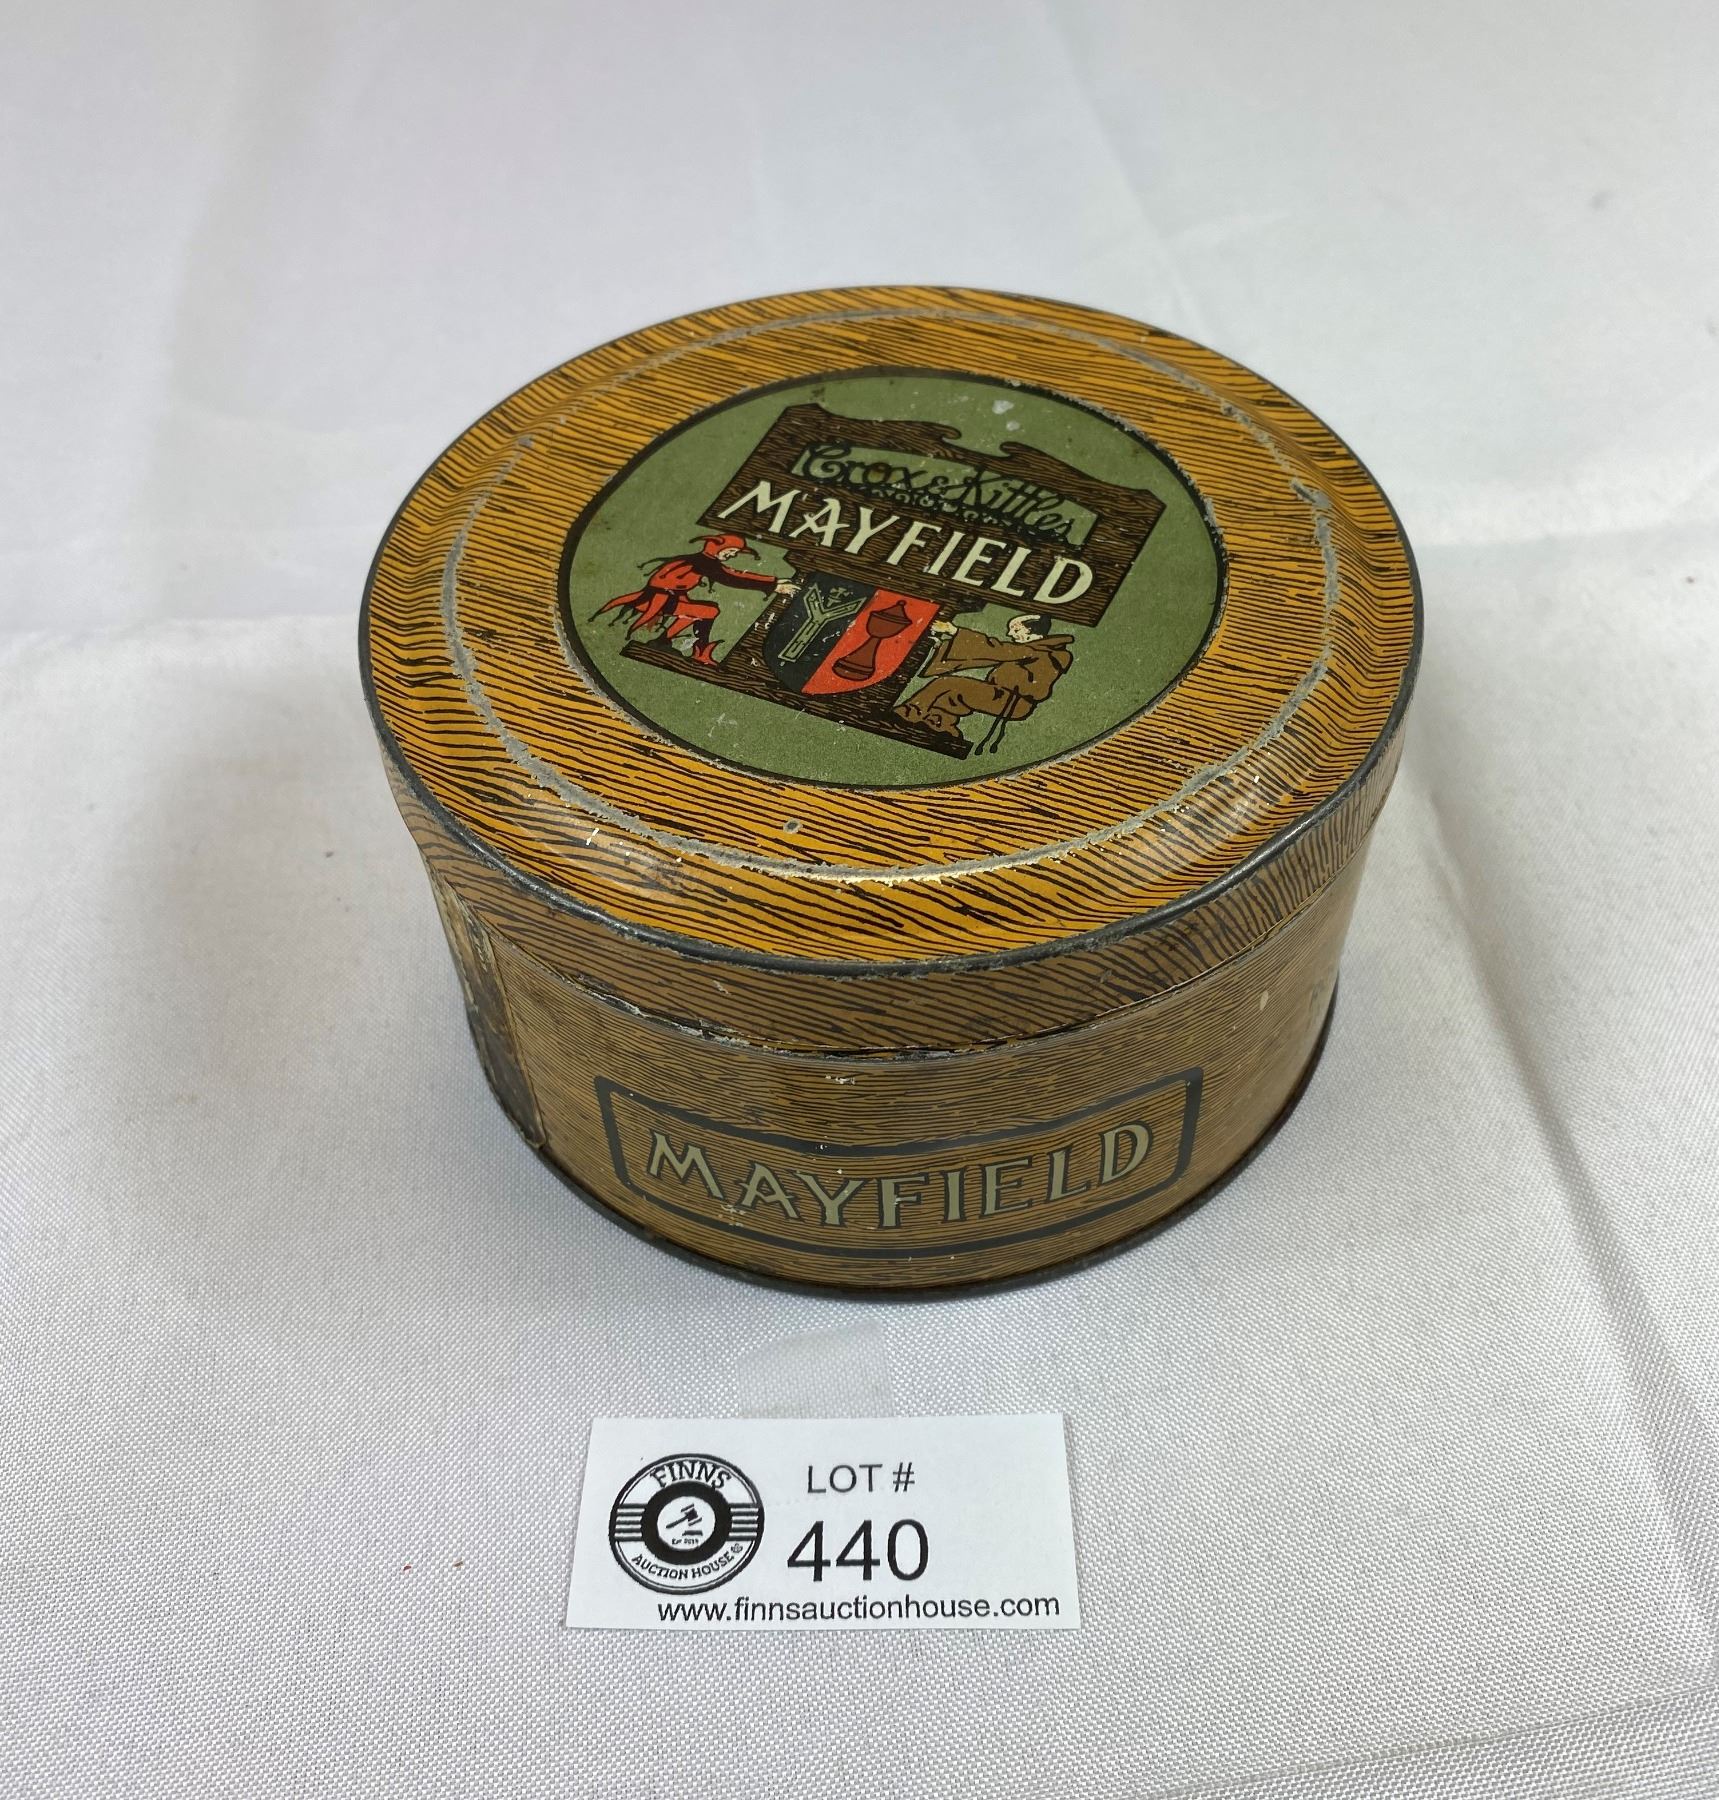 Crox & Kittles
MAYFIELD
MAYFIELD
FINNS
AUCTION HOUSE
LOT #
440
www.finnsauctionhouse.com